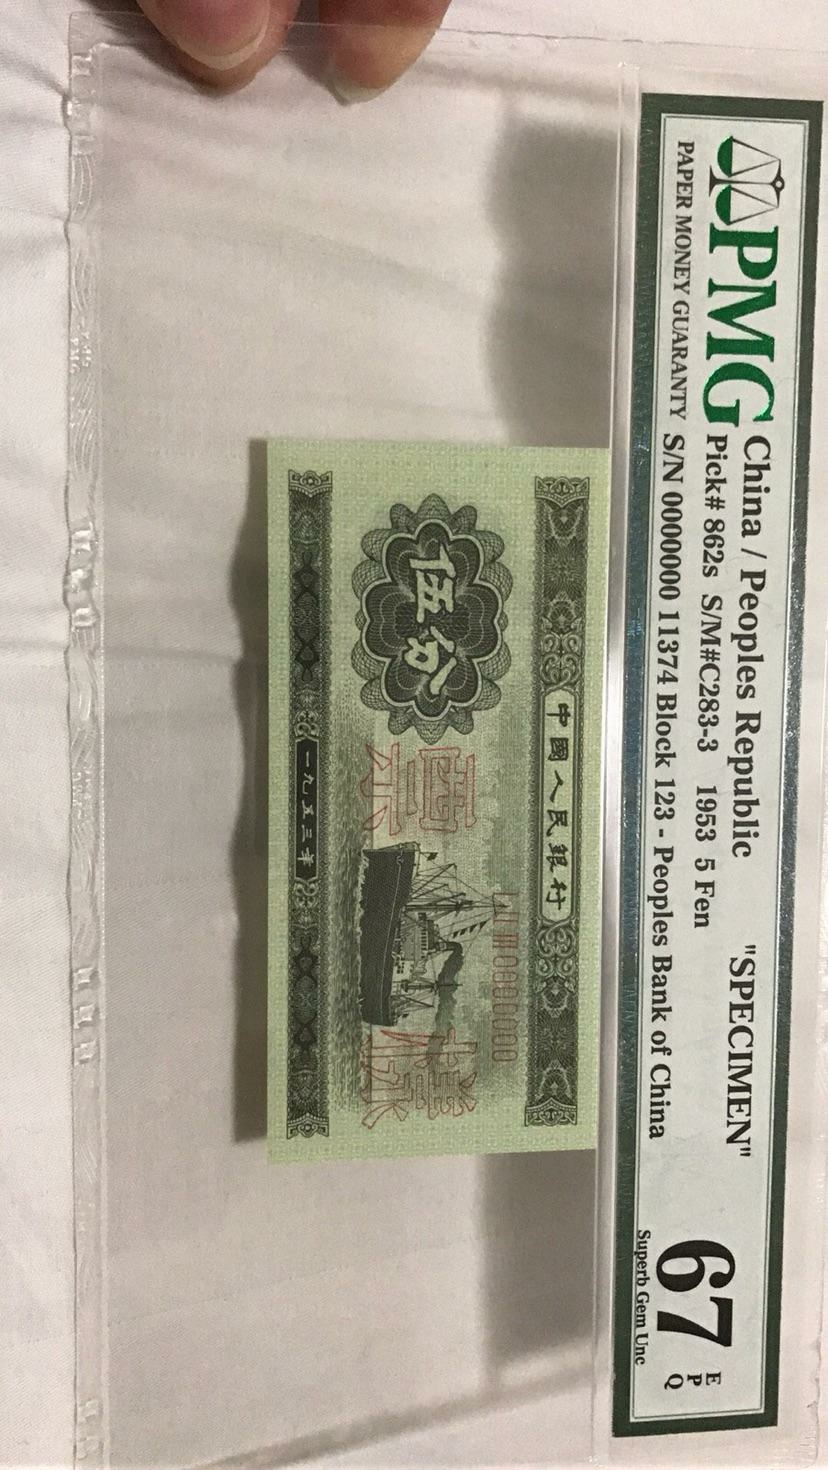 PMG
PAPER MONEY GUARANTY
China / Peoples Republic "SPECIMEN"
Pick# 862s S/M#C283-3 1953 5 Fen
S/N 0000000 11374 Block 123 - Peoples Bank of China
67 EPQ
Superb Gem Unc
中國人民銀行
伍分
票樣
一九五三年